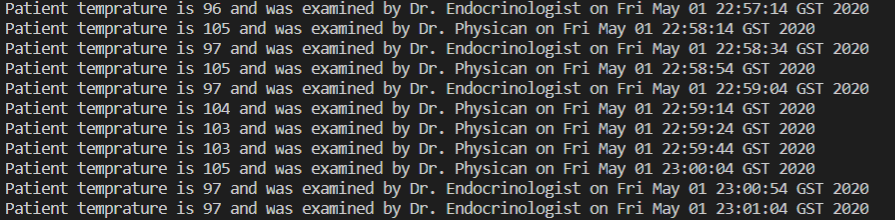 Patient temprature is 96 and was examined by Dr. Endocrinologist on Fri May 01 22:57:14 GST 2020
Patient temprature is 105 and was examined by Dr. Physican on Fri May 01 22:58:14 GST 2020
Patient temprature is 97 and was examined by Dr. Endocrinologist on Fri May 01 22:58:34 GST 2020
Patient temprature is 105 and was examined by Dr. Physican on Fri May 01 22:58:54 GST 2020
Patient temprature is 97 and was examined by Dr. Endocrinologist on Fri May 01 22:59:04 GST 2020
Patient temprature is 104 and was examined by Dr. Physican on Fri May 01 22:59:14 GST 2020
Patient temprature is 103 and was examined by Dr. Physican on Fri May 01 22:59:24 GST 2020
Patient temprature is 103 and was examined by Dr. Physican on Fri May 01 22:59:44 GST 2020
Patient temprature is 105 and was examined by Dr. Physican on Fri May 01 23:00:04 GST 2020
Patient temprature is 97 and was examined by Dr. Endocrinologist on Fri May 01 23:00:54 GST 2020
Patient temprature is 97 and was examined by Dr. Endocrinologist on Fri May 01 23:01:04 GST 2020